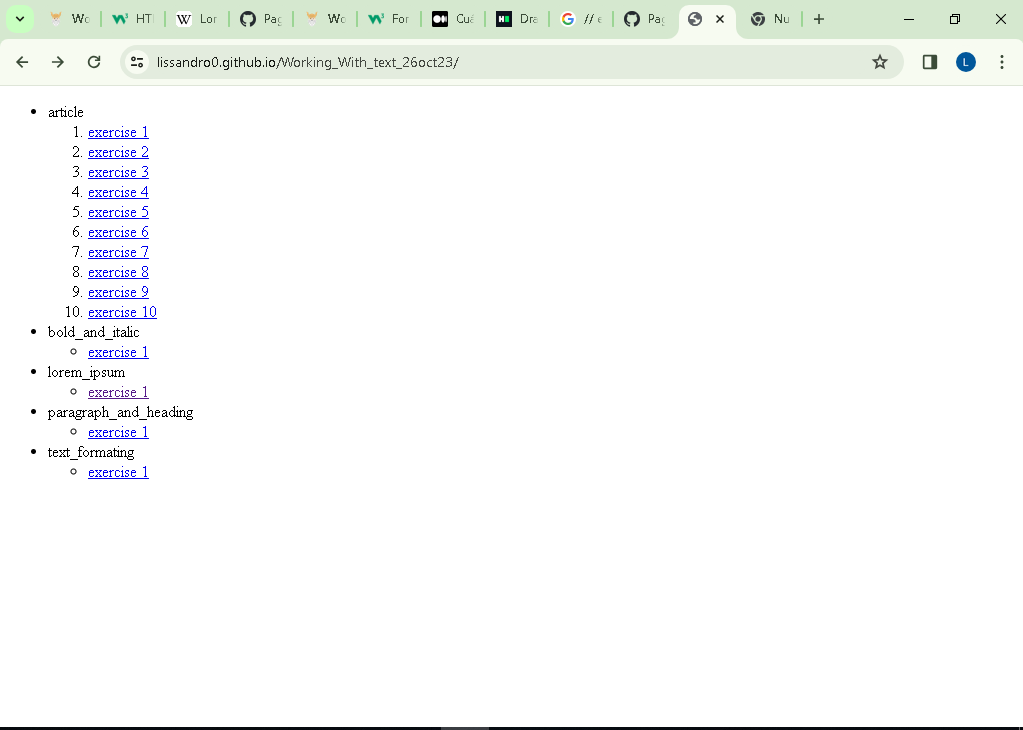 Wo
HT
W Lor
Pag
Wo
For
Cua
H Dra
G // e
Pag
Nu
lissandro0.github.io/Working_With_text_26oct23/
L
• article
1. exercise 1
2. exercise 2
3. exercise 3
4. exercise 4
5. exercise 5
6. exercise 6
7. exercise 7
8. exercise 8
9. exercise 9
10. exercise 10
• bold_and_italic
exercise 1
• lorem_ipsum
exercise 1
• paragraph_and_heading
exercise 1
• text_formating
exercise 1